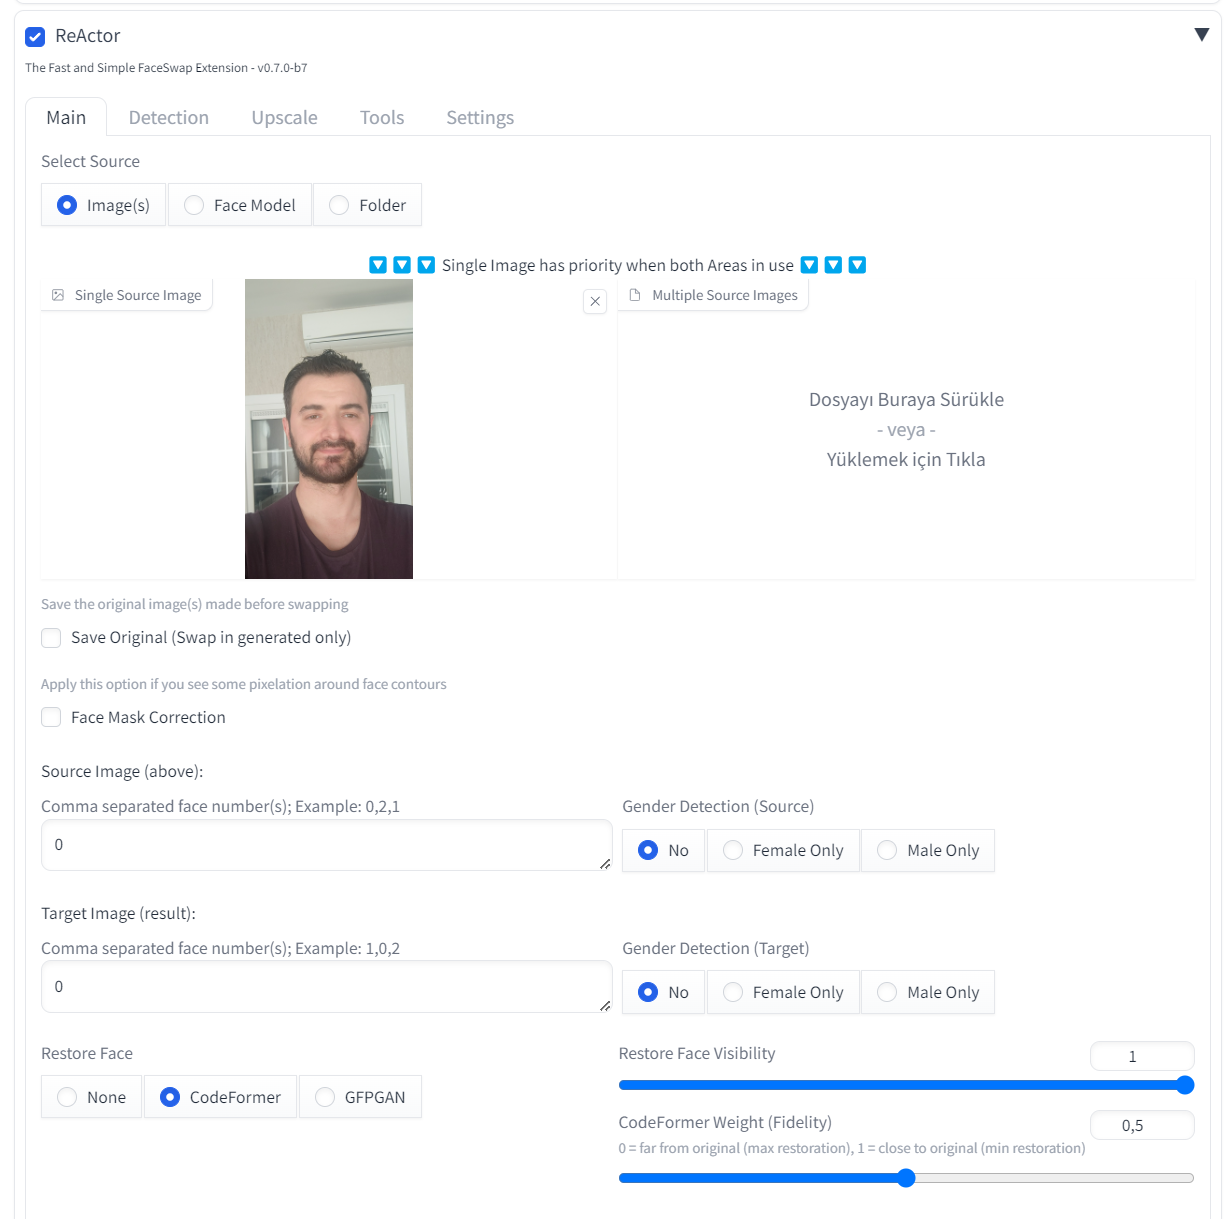 ReActor
The Fast and Simple FaceSwap Extension - v0.7.0-b7
Main Detection Upscale Tools Settings
Select Source
Image(s) Face Model Folder
Single Image has priority when both Areas in use
Single Source Image
Multiple Source Images
Dosyayı Buraya Sürükle
- veya -
Yüklemek için Tıkla
Save the original image(s) made before swapping
Save Original (Swap in generated only)
Apply this option if you see some pixelation around face contours
Face Mask Correction
Source Image (above):
Comma separated face number(s); Example: 0,2,1
0
Gender Detection (Source)
No Female Only Male Only
Target Image (result):
Comma separated face number(s); Example: 1,0,2
0
Gender Detection (Target)
No Female Only Male Only
Restore Face
None CodeFormer GFPGAN
Restore Face Visibility
1
CodeFormer Weight (Fidelity)
0,5
0 = far from original (max restoration), 1 = close to original (min restoration)